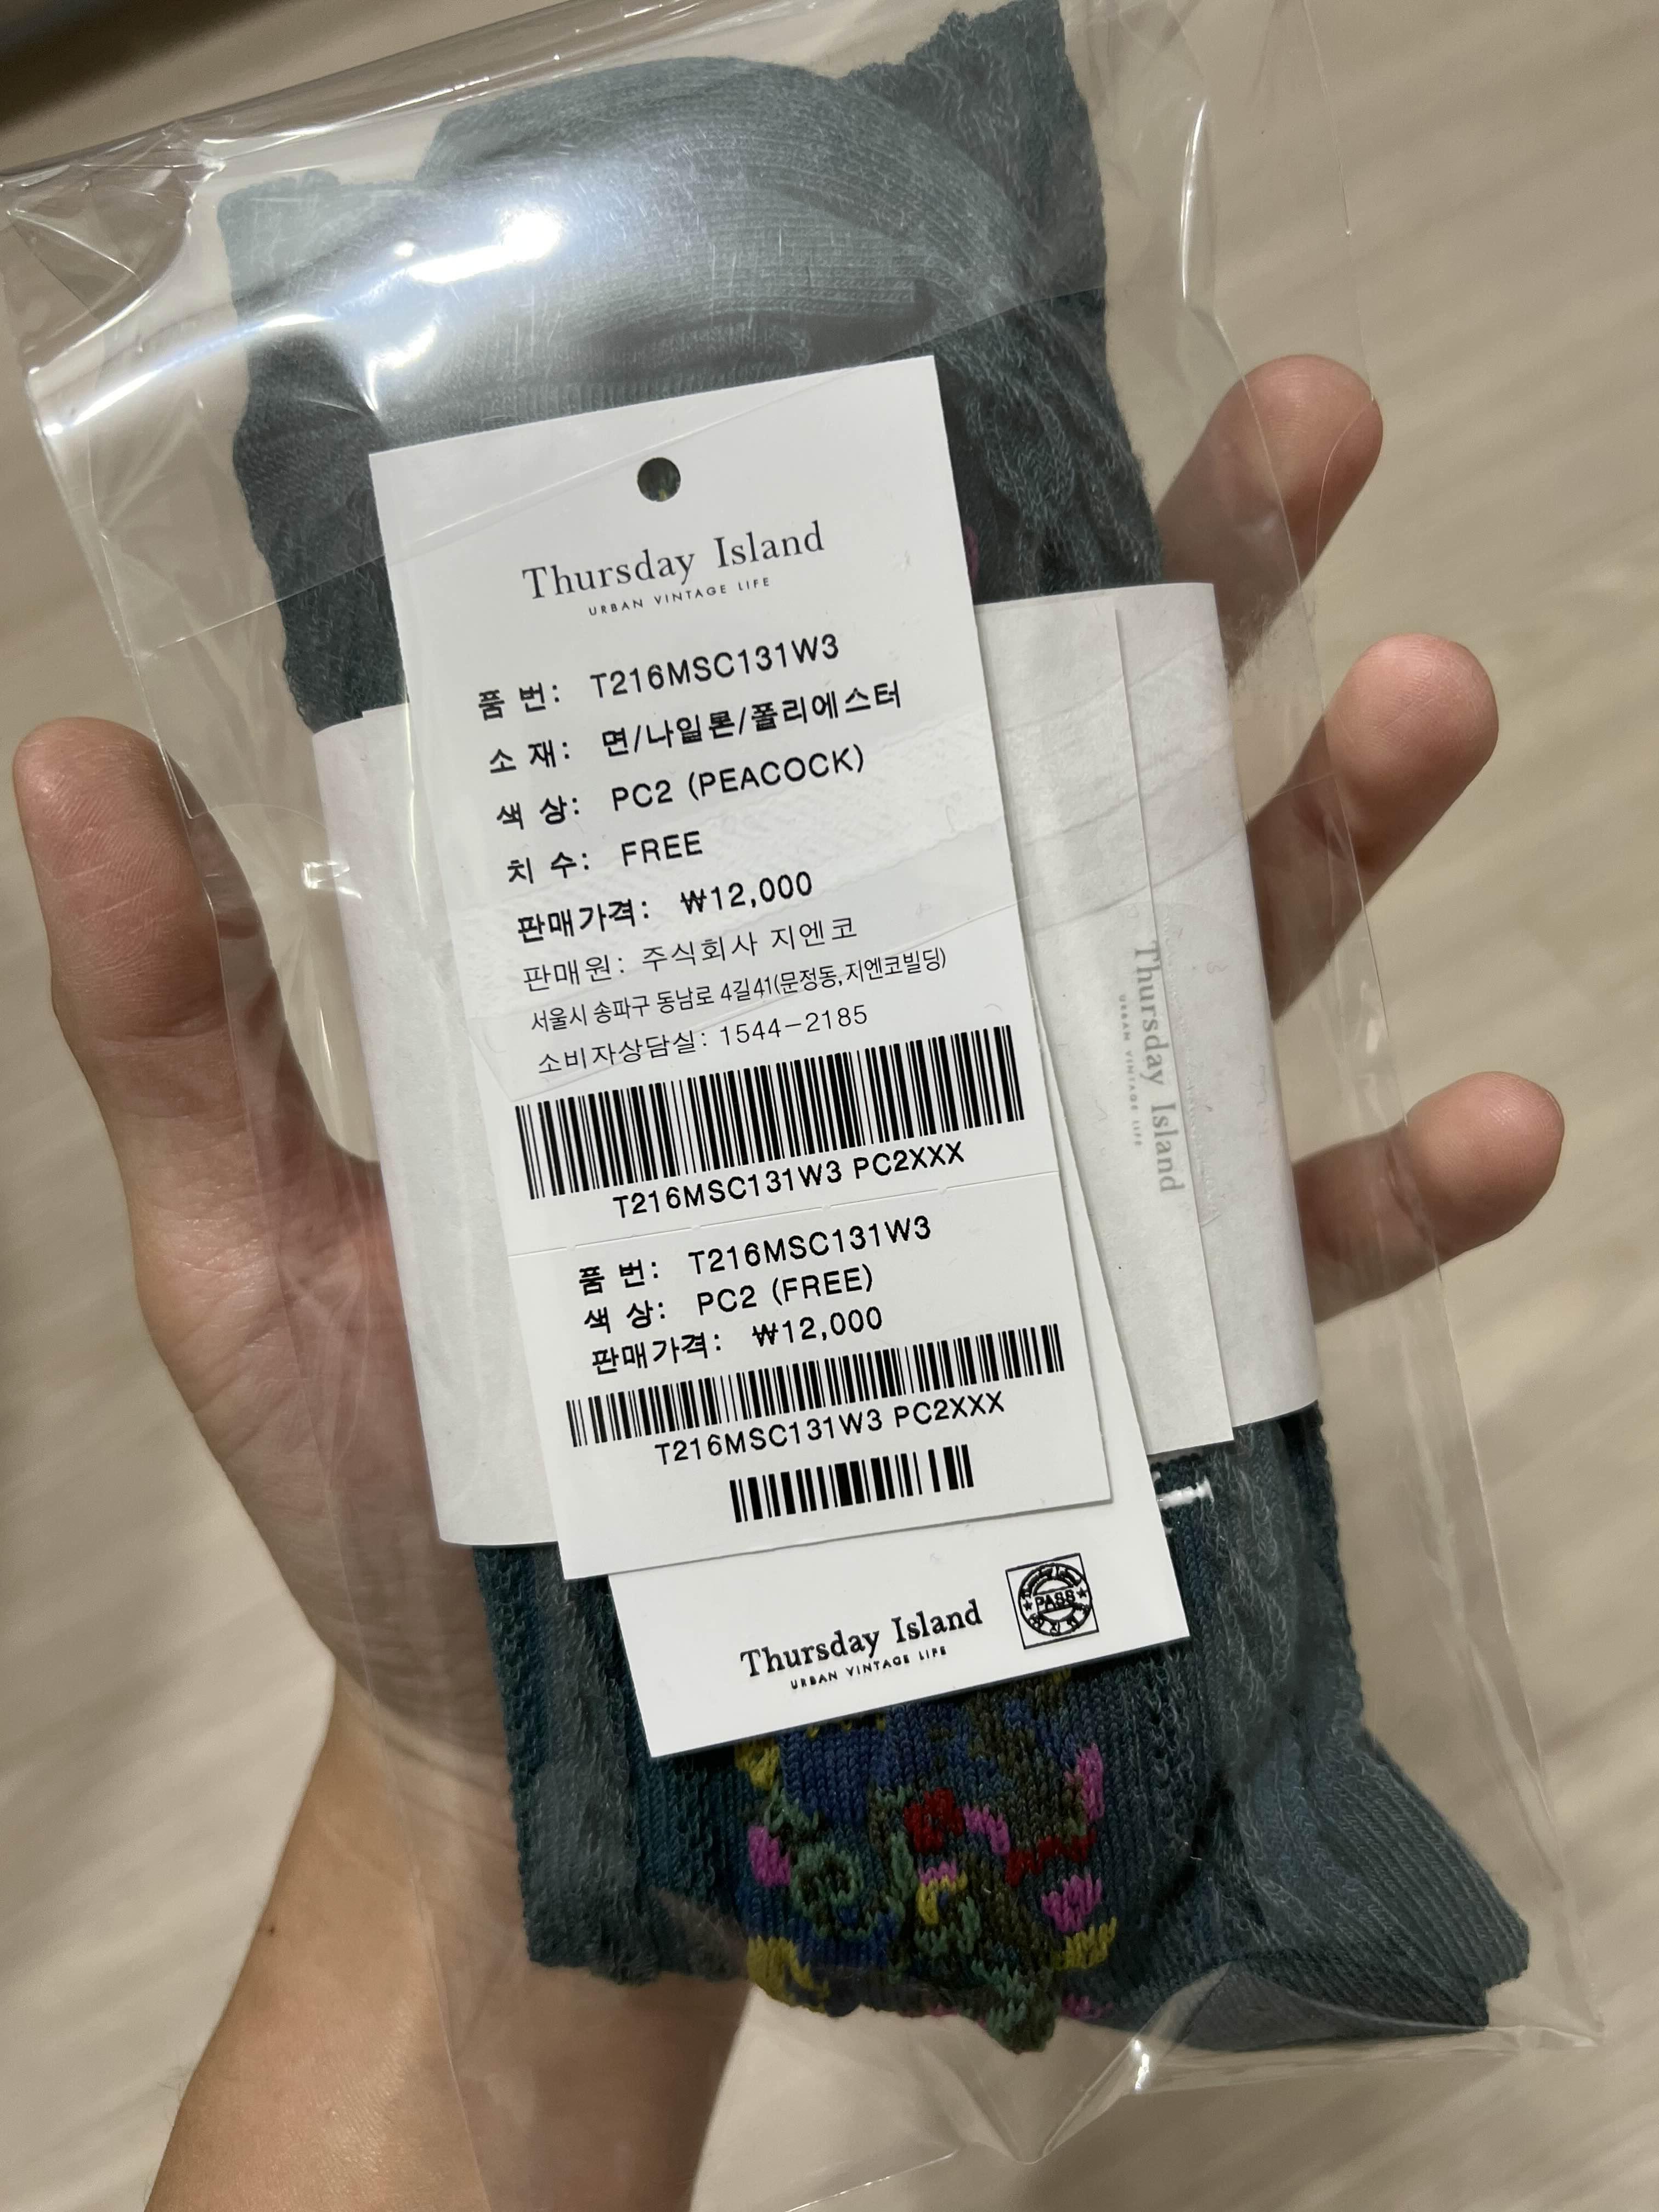 Thursday Island
URBAN VINTAGE LIFE
품 번: T216MSC131W3
소 재: 면/나일론/폴리에스터
색 상: PC2 (PEACOCK)
치 수: FREE
판매가격: ₩12,000
판매원: 주식회사 지엔코
서울시 송파구 동남로 4길41(문정동,지엔코빌딩)
소비자상담실: 1544-2185
T216MSC131W3 PC2XXX
품 번: T216MSC131W3
색 상: PC2 (FREE)
판매가격: ₩12,000
T216MSC131W3 PC2XXX
Thursday Island
URBAN VINTAGE LIFE
PASS
Thursday Island
URBAN VINTAGE LIFE